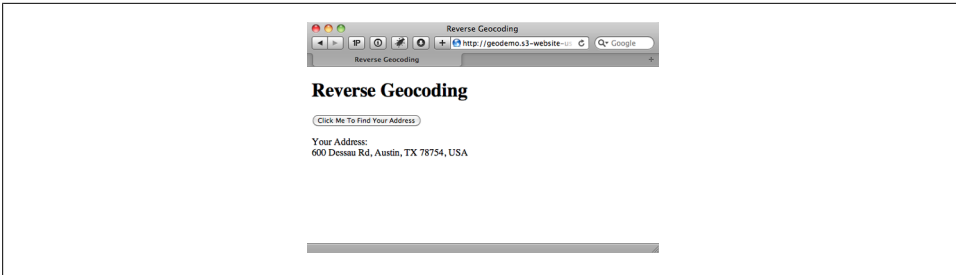 Reverse Geocoding
1P
http://geodemo.s3-website-us
Google
Reverse Geocoding
Reverse Geocoding
Click Me To Find Your Address
Your Address:
600 Dessau Rd, Austin, TX 78754, USA